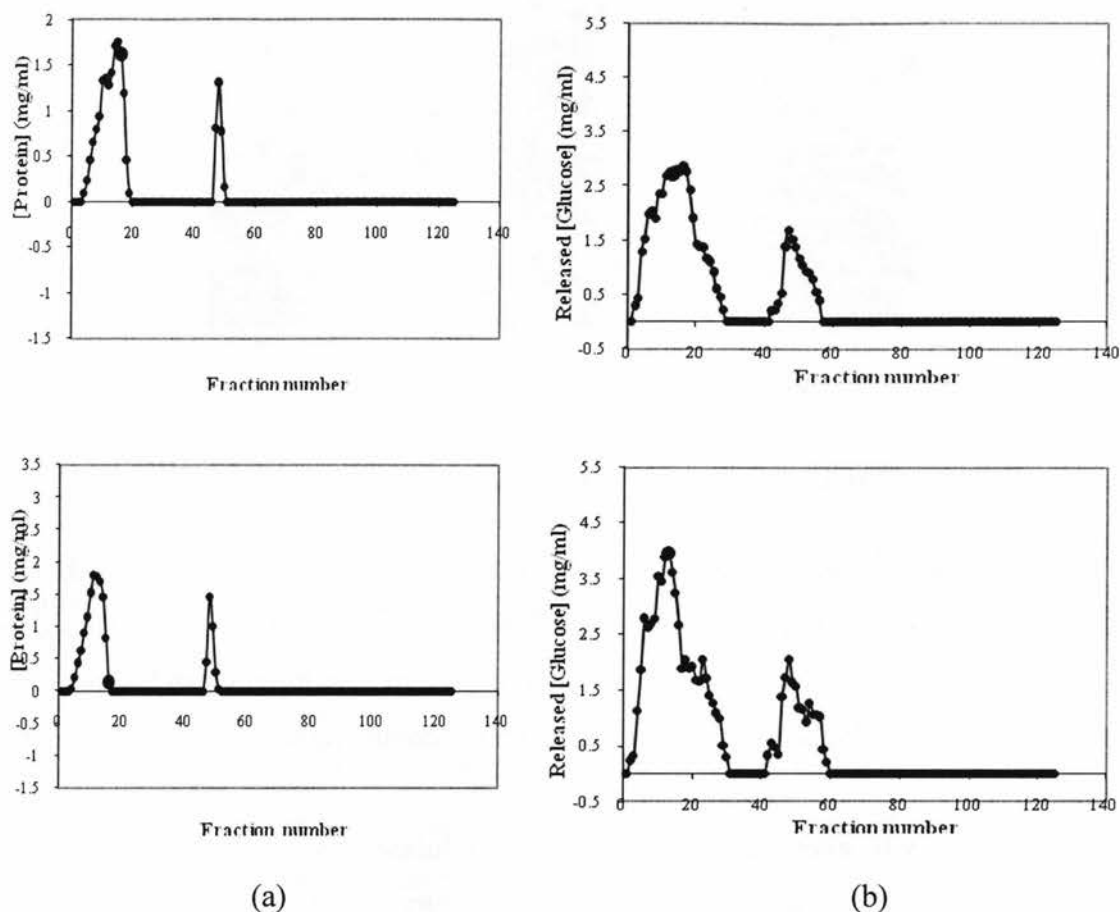 [Protein] (mg/ml)
2
1.5
1
0.5
0
-0.5
-1
-1.5
0 20 40 60 80 100 120 140
Fraction number
Released [Glucose] (mg/ml)
5.5
4.5
3.5
2.5
1.5
0.5
-0.5
0 20 40 60 80 100 120 140
Fraction number
[Protein] (mg/ml)
3.5
3
2.5
2
1.5
1
0.5
0
-0.5
-1
-1.5
0 20 40 60 80 100 120 140
Fraction number
Released [Glucose] (mg/ml)
5.5
4.5
3.5
2.5
1.5
0.5
-0.5
0 20 40 60 80 100 120 140
Fraction number
(a) (b)